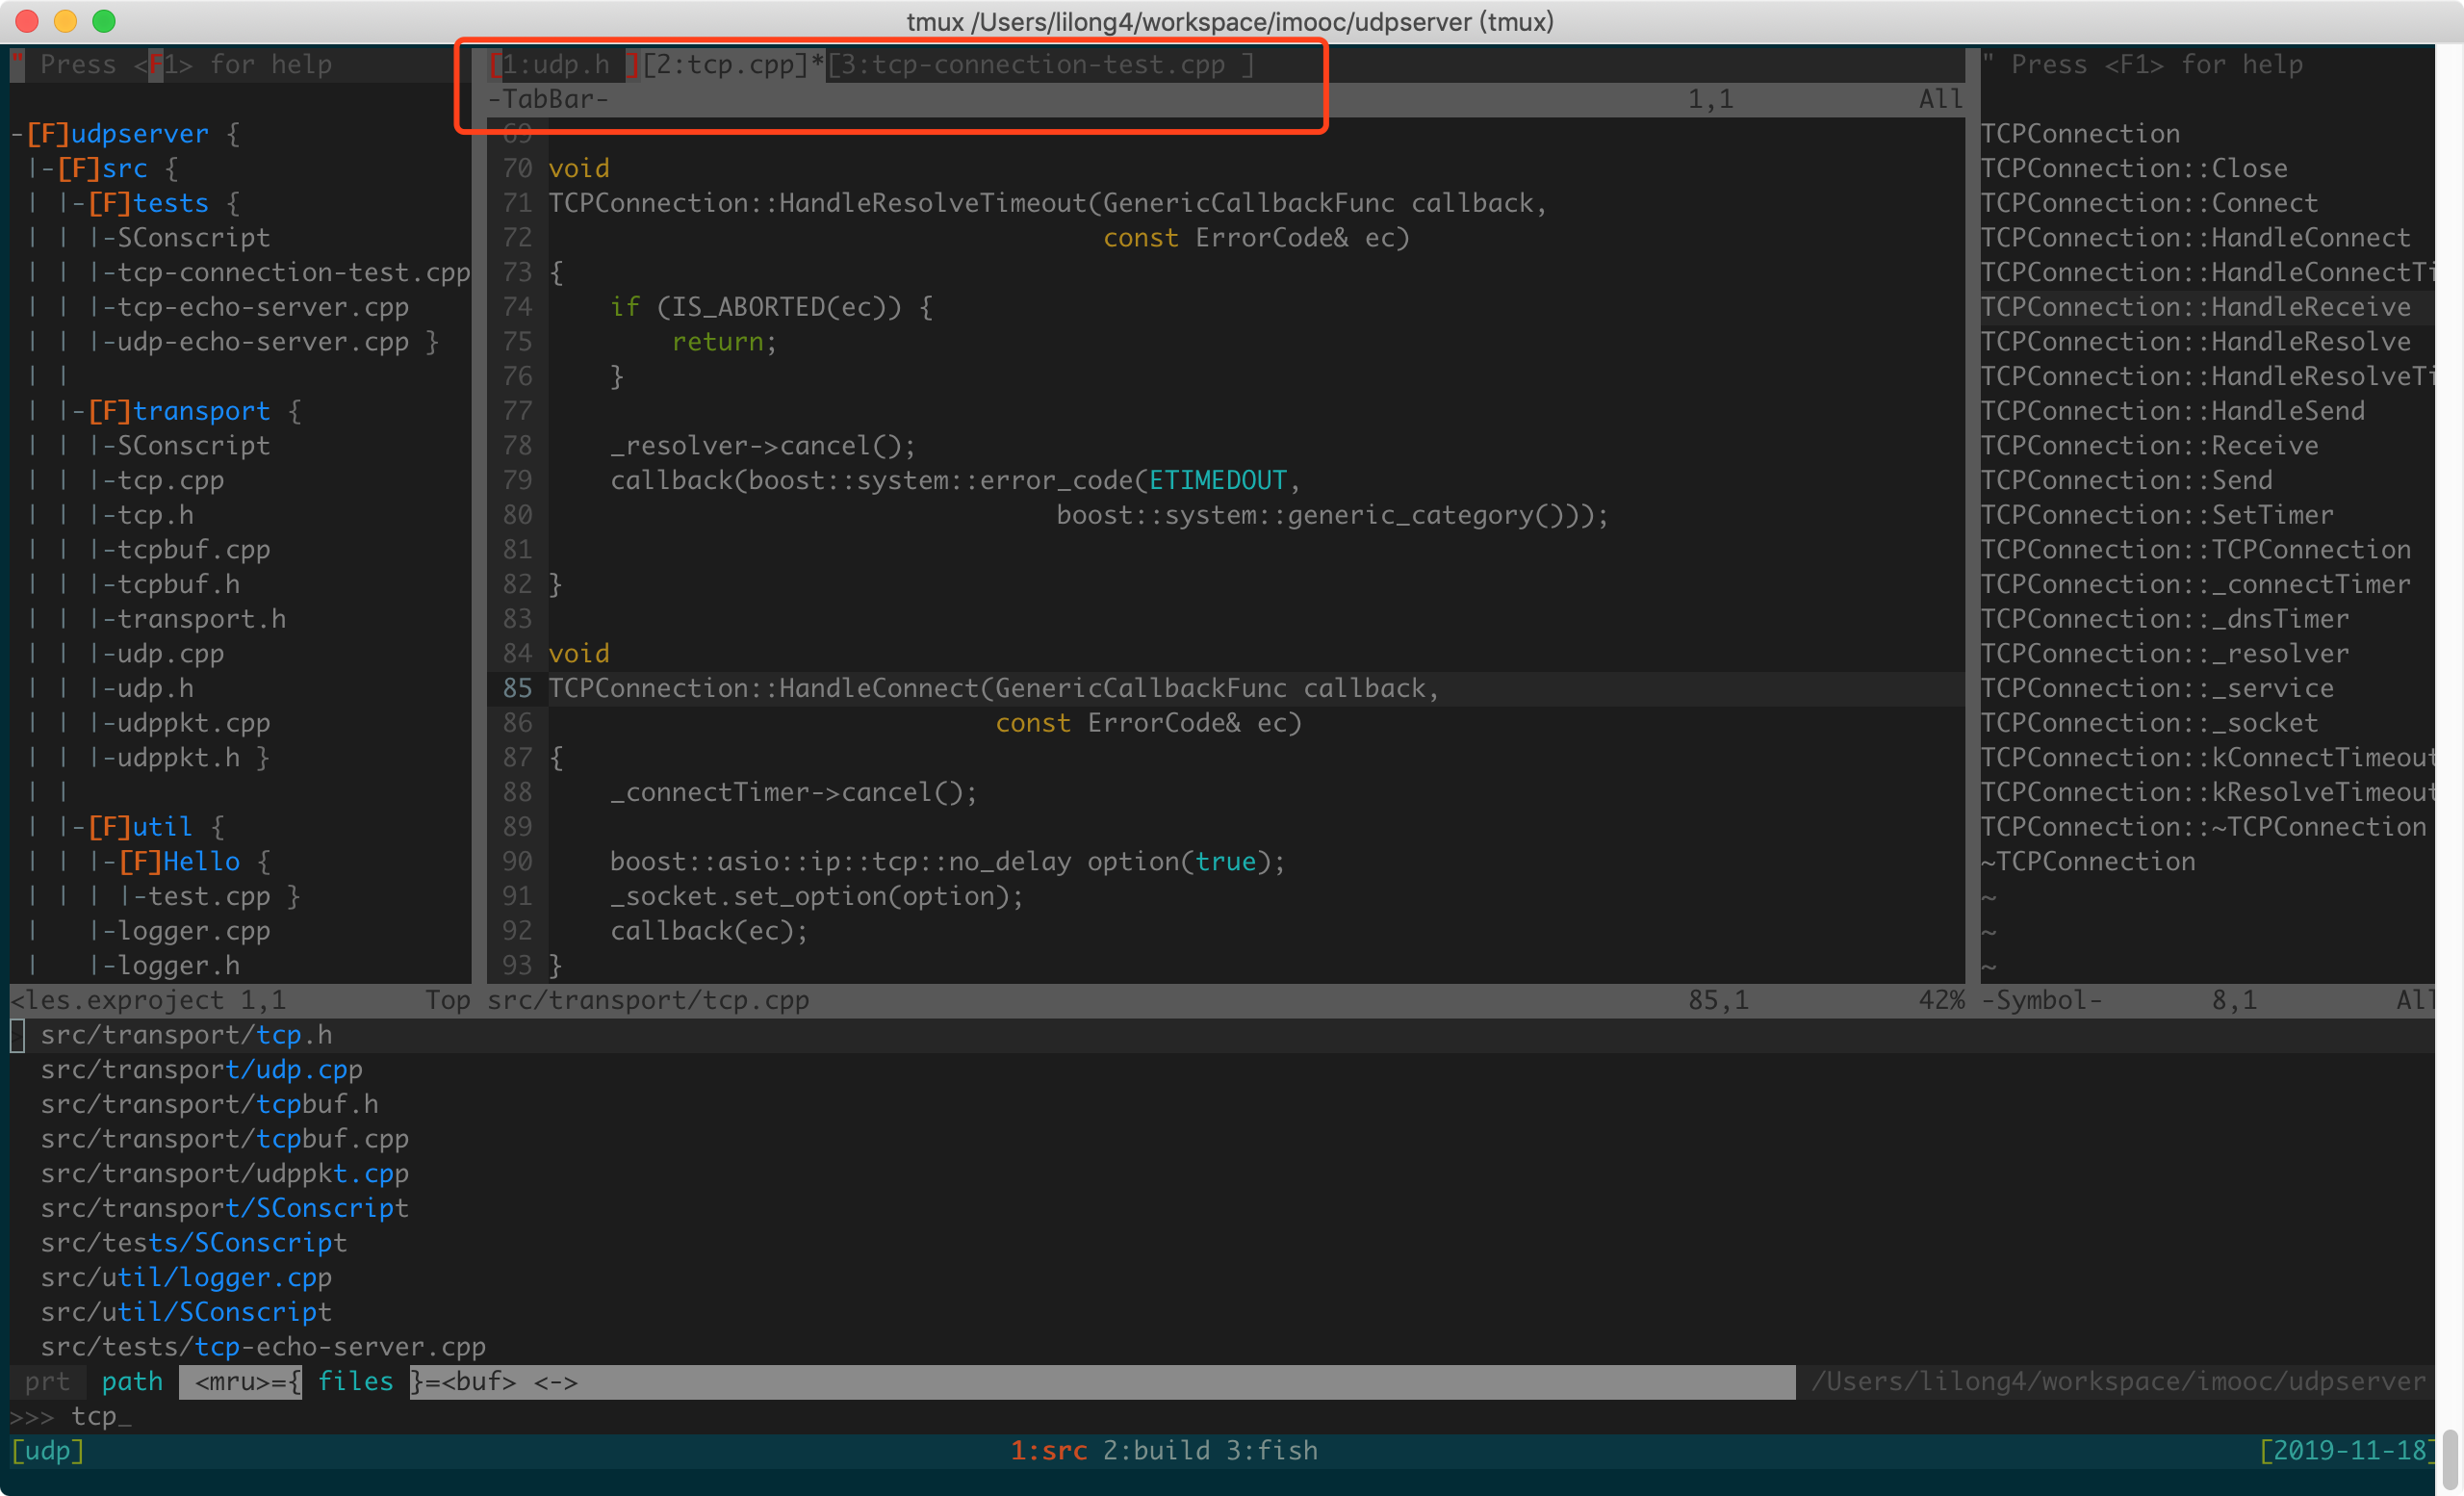 tmux /Users/lilong4/workspace/imooc/udpserver (tmux)
" Press <F1> for help
-[F]udpserver {
|-[F]src {
| |-[F]tests {
| | |-SConscript
| | |-tcp-connection-test.cpp
| | |-tcp-echo-server.cpp
| | |-udp-echo-server.cpp }
| |
| |-[F]transport {
| | |-SConscript
| | |-tcp.cpp
| | |-tcp.h
| | |-tcpbuf.cpp
| | |-tcpbuf.h
| | |-transport.h
| | |-udp.cpp
| | |-udp.h
| | |-udppkt.cpp
| | |-udppkt.h }
| |
| |-[F]util {
| | |-[F]Hello {
| | | |-test.cpp }
|   |-logger.cpp
|   |-logger.h
<les.exproject 1,1 Top
[1:udp.h ][2:tcp.cpp]*[3:tcp-connection-test.cpp ]
-TabBar- 1,1 All
69
70 void
71 TCPConnection::HandleResolveTimeout(GenericCallbackFunc callback,
72                                     const ErrorCode& ec)
73 {
74     if (IS_ABORTED(ec)) {
75         return;
76     }
77
78     _resolver->cancel();
79     callback(boost::system::error_code(ETIMEDOUT,
80                                  boost::system::generic_category()));
81
82 }
83
84 void
85 TCPConnection::HandleConnect(GenericCallbackFunc callback,
86                              const ErrorCode& ec)
87 {
88     _connectTimer->cancel();
89
90     boost::asio::ip::tcp::no_delay option(true);
91     _socket.set_option(option);
92     callback(ec);
93 }
src/transport/tcp.cpp 85,1 42%
" Press <F1> for help
TCPConnection
TCPConnection::Close
TCPConnection::Connect
TCPConnection::HandleConnect
TCPConnection::HandleConnectTi
TCPConnection::HandleReceive
TCPConnection::HandleResolve
TCPConnection::HandleResolveTi
TCPConnection::HandleSend
TCPConnection::Receive
TCPConnection::Send
TCPConnection::SetTimer
TCPConnection::TCPConnection
TCPConnection::_connectTimer
TCPConnection::_dnsTimer
TCPConnection::_resolver
TCPConnection::_service
TCPConnection::_socket
TCPConnection::kConnectTimeout
TCPConnection::kResolveTimeout
TCPConnection::~TCPConnection
~TCPConnection
~
~
~
-Symbol- 8,1 All
> src/transport/tcp.h
src/transport/udp.cpp
src/transport/tcpbuf.h
src/transport/tcpbuf.cpp
src/transport/udppkt.cpp
src/transport/SConscript
src/tests/SConscript
src/util/logger.cpp
src/util/SConscript
src/tests/tcp-echo-server.cpp
prt path <mru>={ files }=<buf> <-> /Users/lilong4/workspace/imooc/udpserver
>>> tcp_
[udp] 1:src 2:build 3:fish [2019-11-18]